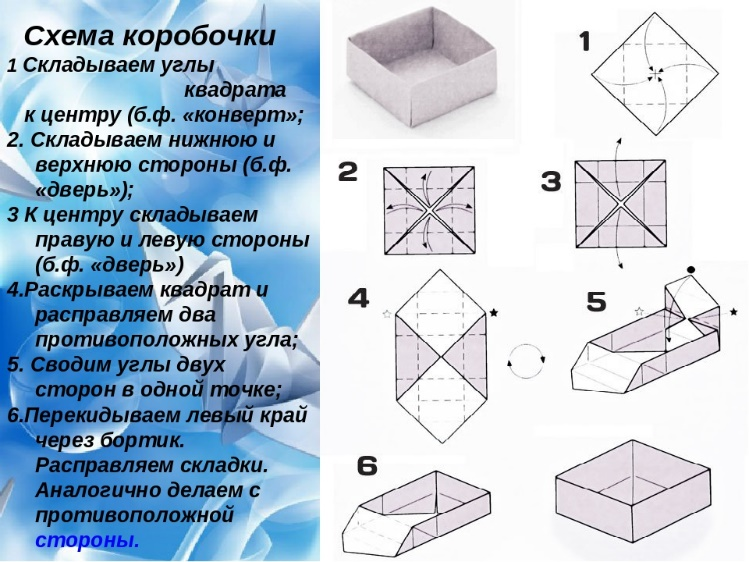 Схема коробочки
1 Складываем углы
квадрата
к центру (б.ф. «конверт»;
2. Складываем нижнюю и
верхнюю стороны (б.ф.
«дверь»);
3 К центру складываем
правую и левую стороны
(б.ф. «дверь»)
4.Раскрываем квадрат и
расправляем два
противоположных угла;
5. Сводим углы двух
сторон в одной точке;
6.Перекидываем левый край
через бортик.
Расправляем складки.
Аналогично делаем с
противоположной
стороны.
1
2
3
4
5
6